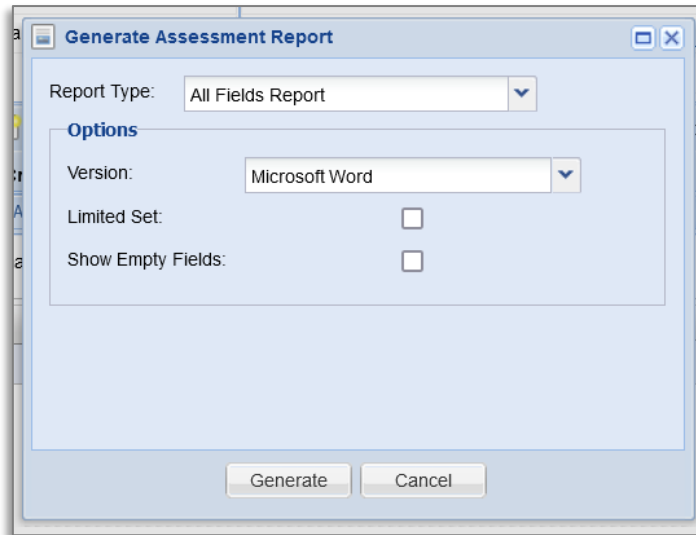 Generate Assessment Report
Report Type: All Fields Report
Options
Version: Microsoft Word
Limited Set:
Show Empty Fields:
Generate Cancel